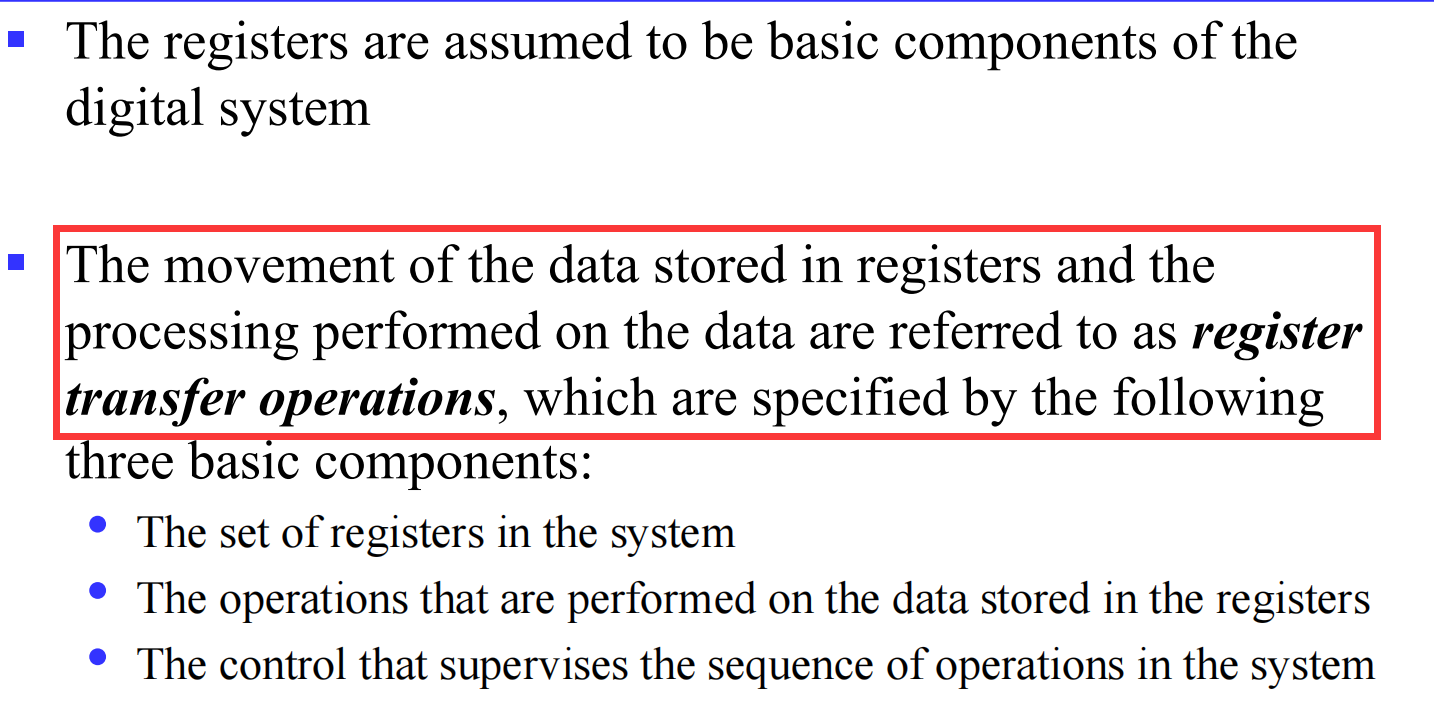 The registers are assumed to be basic components of the
digital system
The movement of the data stored in registers and the
processing performed on the data are referred to as register
transfer operations, which are specified by the following
three basic components:
The set of registers in the system
The operations that are performed on the data stored in the registers
The control that supervises the sequence of operations in the system